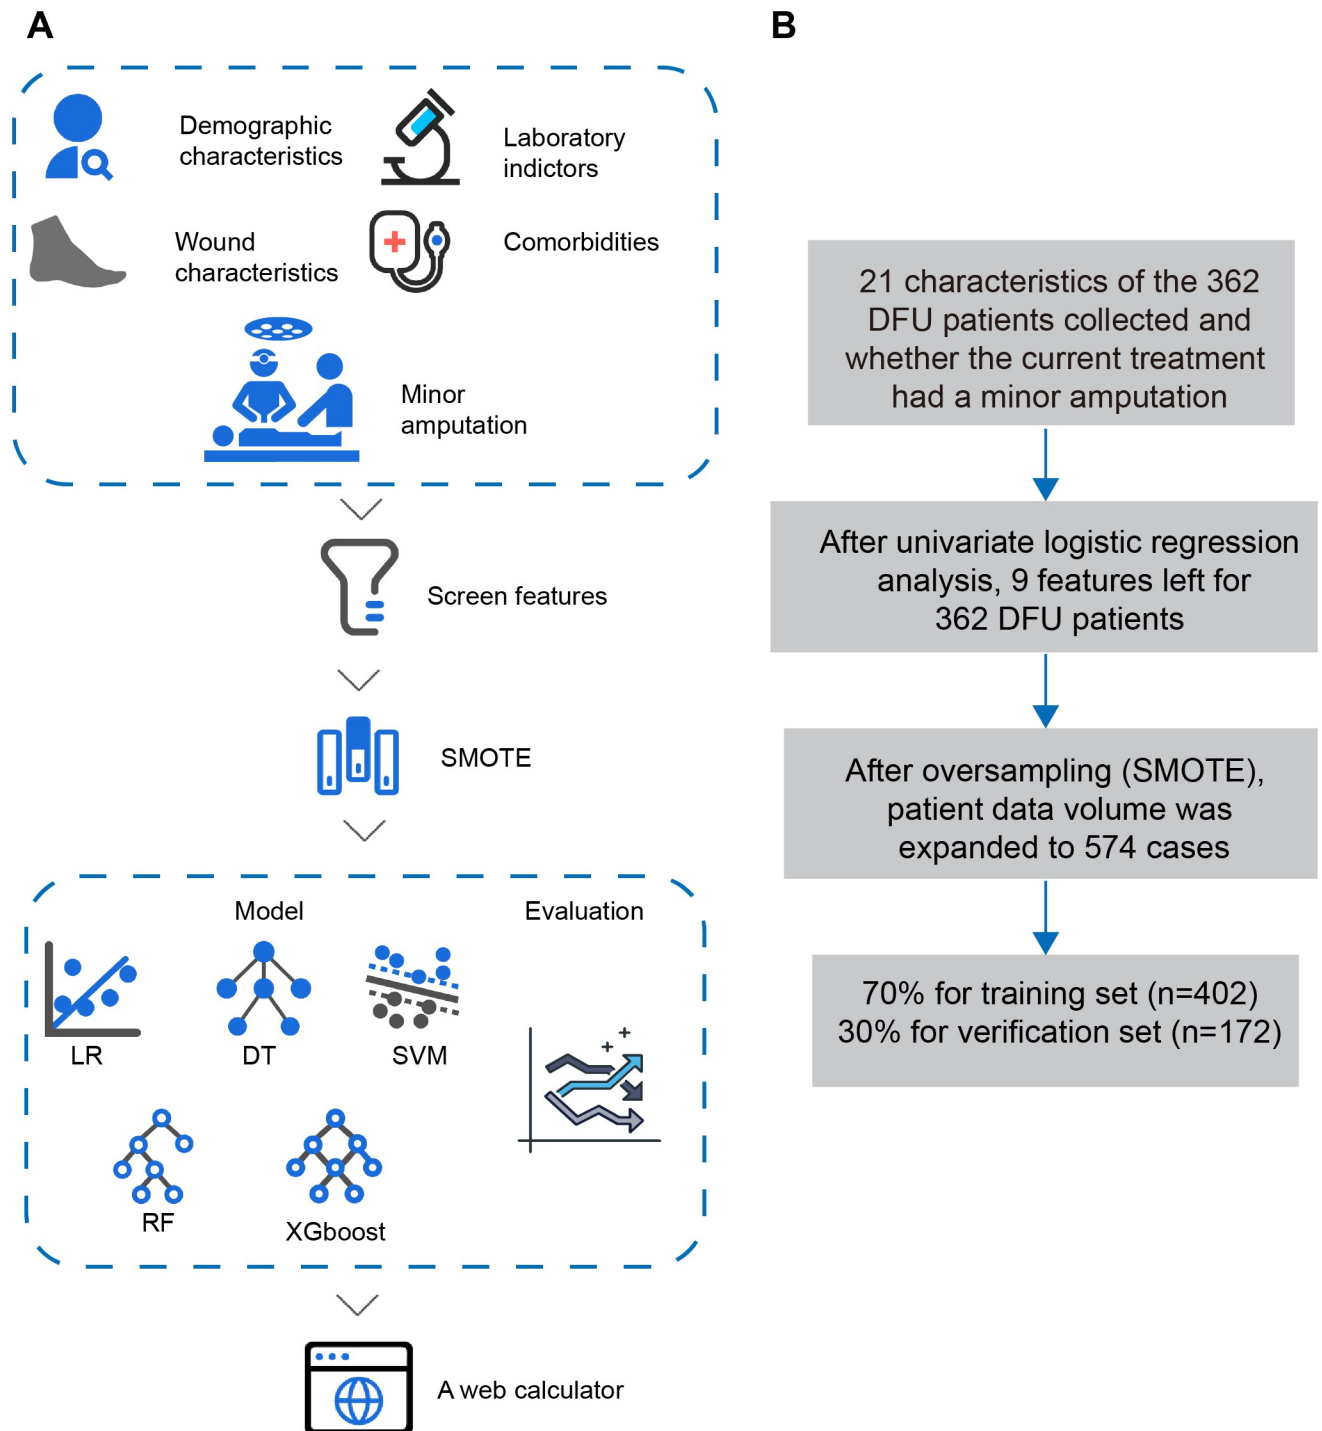 A
Demographic
characteristics
Laboratory
indictors
Wound
characteristics
Comorbidities
Minor
amputation
Screen features
SMOTE
Model
Evaluation
LR
DT
SVM
RF
XGboost
A web calculator
B
21 characteristics of the 362
DFU patients collected and
whether the current treatment
had a minor amputation
After univariate logistic regression
analysis, 9 features left for
362 DFU patients
After oversampling (SMOTE),
patient data volume was
expanded to 574 cases
70% for training set (n=402)
30% for verification set (n=172)